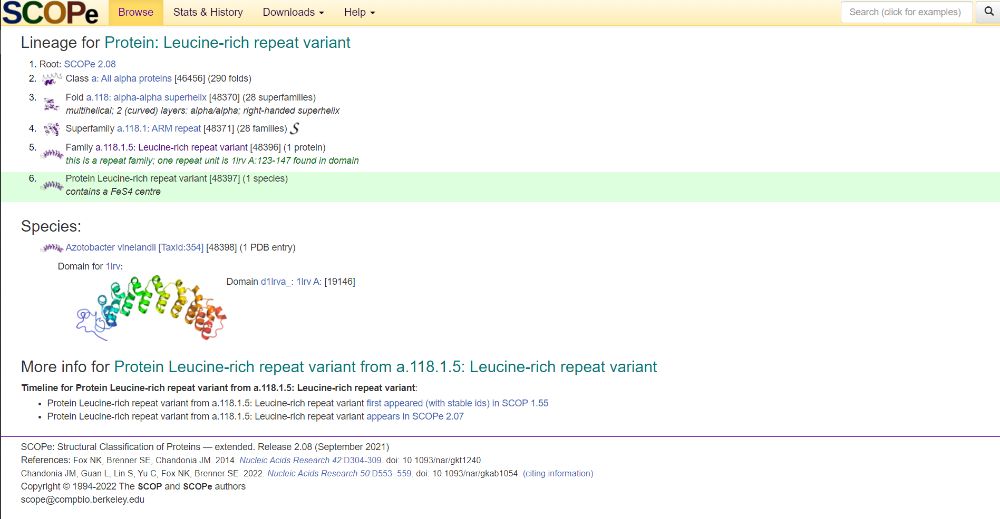 SCOPe Browse Stats & History Downloads Help Search (click for examples)
Lineage for Protein: Leucine-rich repeat variant
1. Root: SCOPe 2.08
2. Class a: All alpha proteins [46456] (290 folds)
3. Fold a.118: alpha-alpha superhelix [48370] (28 superfamilies)
multihelical; 2 (curved) layers: alpha/alpha; right-handed superhelix
4. Superfamily a.118.1: ARM repeat [48371] (28 families) S
5. Family a.118.1.5: Leucine-rich repeat variant [48396] (1 protein)
this is a repeat family; one repeat unit is 1lrv A:123-147 found in domain
6. Protein Leucine-rich repeat variant [48397] (1 species)
contains a FeS4 centre
Species:
Azotobacter vinelandii [TaxId:354] [48398] (1 PDB entry)
Domain for 1lrv:
Domain d1lrva_: 1lrv A: [19146]
More info for Protein Leucine-rich repeat variant from a.118.1.5: Leucine-rich repeat variant
Timeline for Protein Leucine-rich repeat variant from a.118.1.5: Leucine-rich repeat variant:
• Protein Leucine-rich repeat variant from a.118.1.5: Leucine-rich repeat variant first appeared (with stable ids) in SCOP 1.55
• Protein Leucine-rich repeat variant from a.118.1.5: Leucine-rich repeat variant appears in SCOPe 2.07
SCOPe: Structural Classification of Proteins — extended. Release 2.08 (September 2021)
References: Fox NK, Brenner SE, Chandonia JM. 2014. Nucleic Acids Research 42:D304-309. doi: 10.1093/nar/gkt1240.
Chandonia JM, Guan L, Lin S, Yu C, Fox NK, Brenner SE. 2022. Nucleic Acids Research 50:D553–559. doi: 10.1093/nar/gkab1054. (citing information)
Copyright © 1994-2022 The SCOP and SCOPe authors
scope@compbio.berkeley.edu